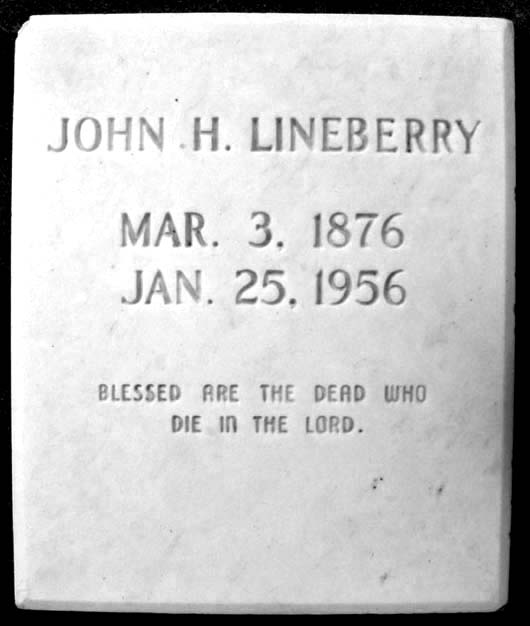 JOHN H. LINEBERRY
MAR. 3, 1876
JAN. 25, 1956
BLESSED ARE THE DEAD WHO
DIE IN THE LORD.